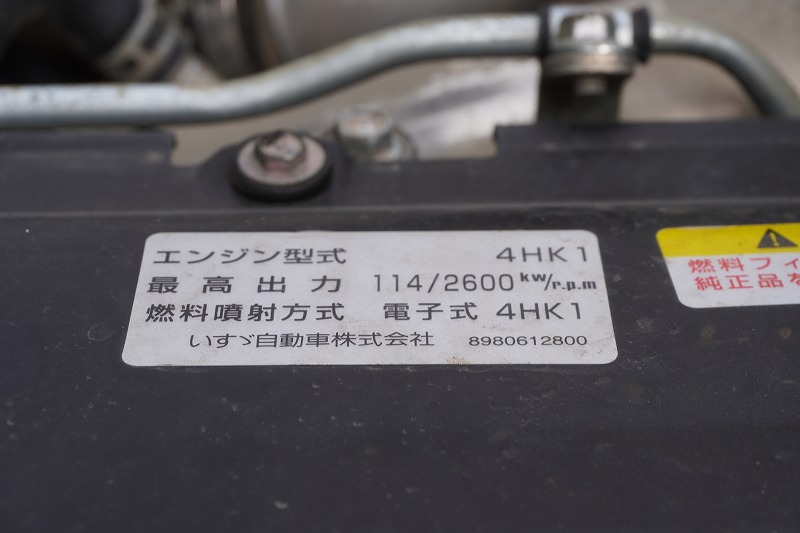 エンジン型式 4HK1
最高出力 114/2600kw/r.p.m
燃料噴射方式 電子式 4HK1
いすゞ自動車株式会社 8980612800
燃料フィ
純正品を